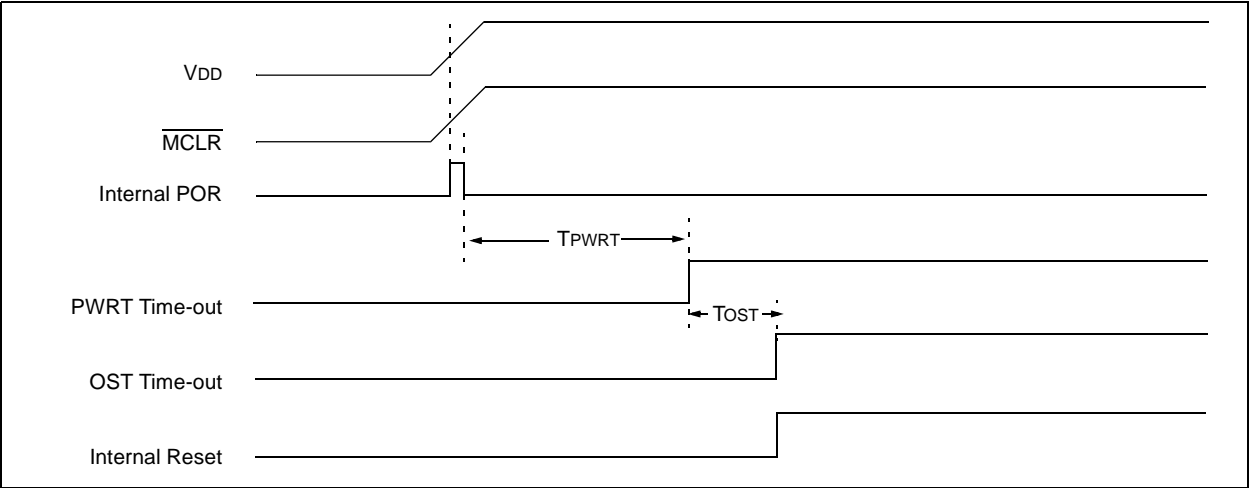 VDD
MCLR
Internal POR
TPWRT
PWRT Time-out
TOST
OST Time-out
Internal Reset